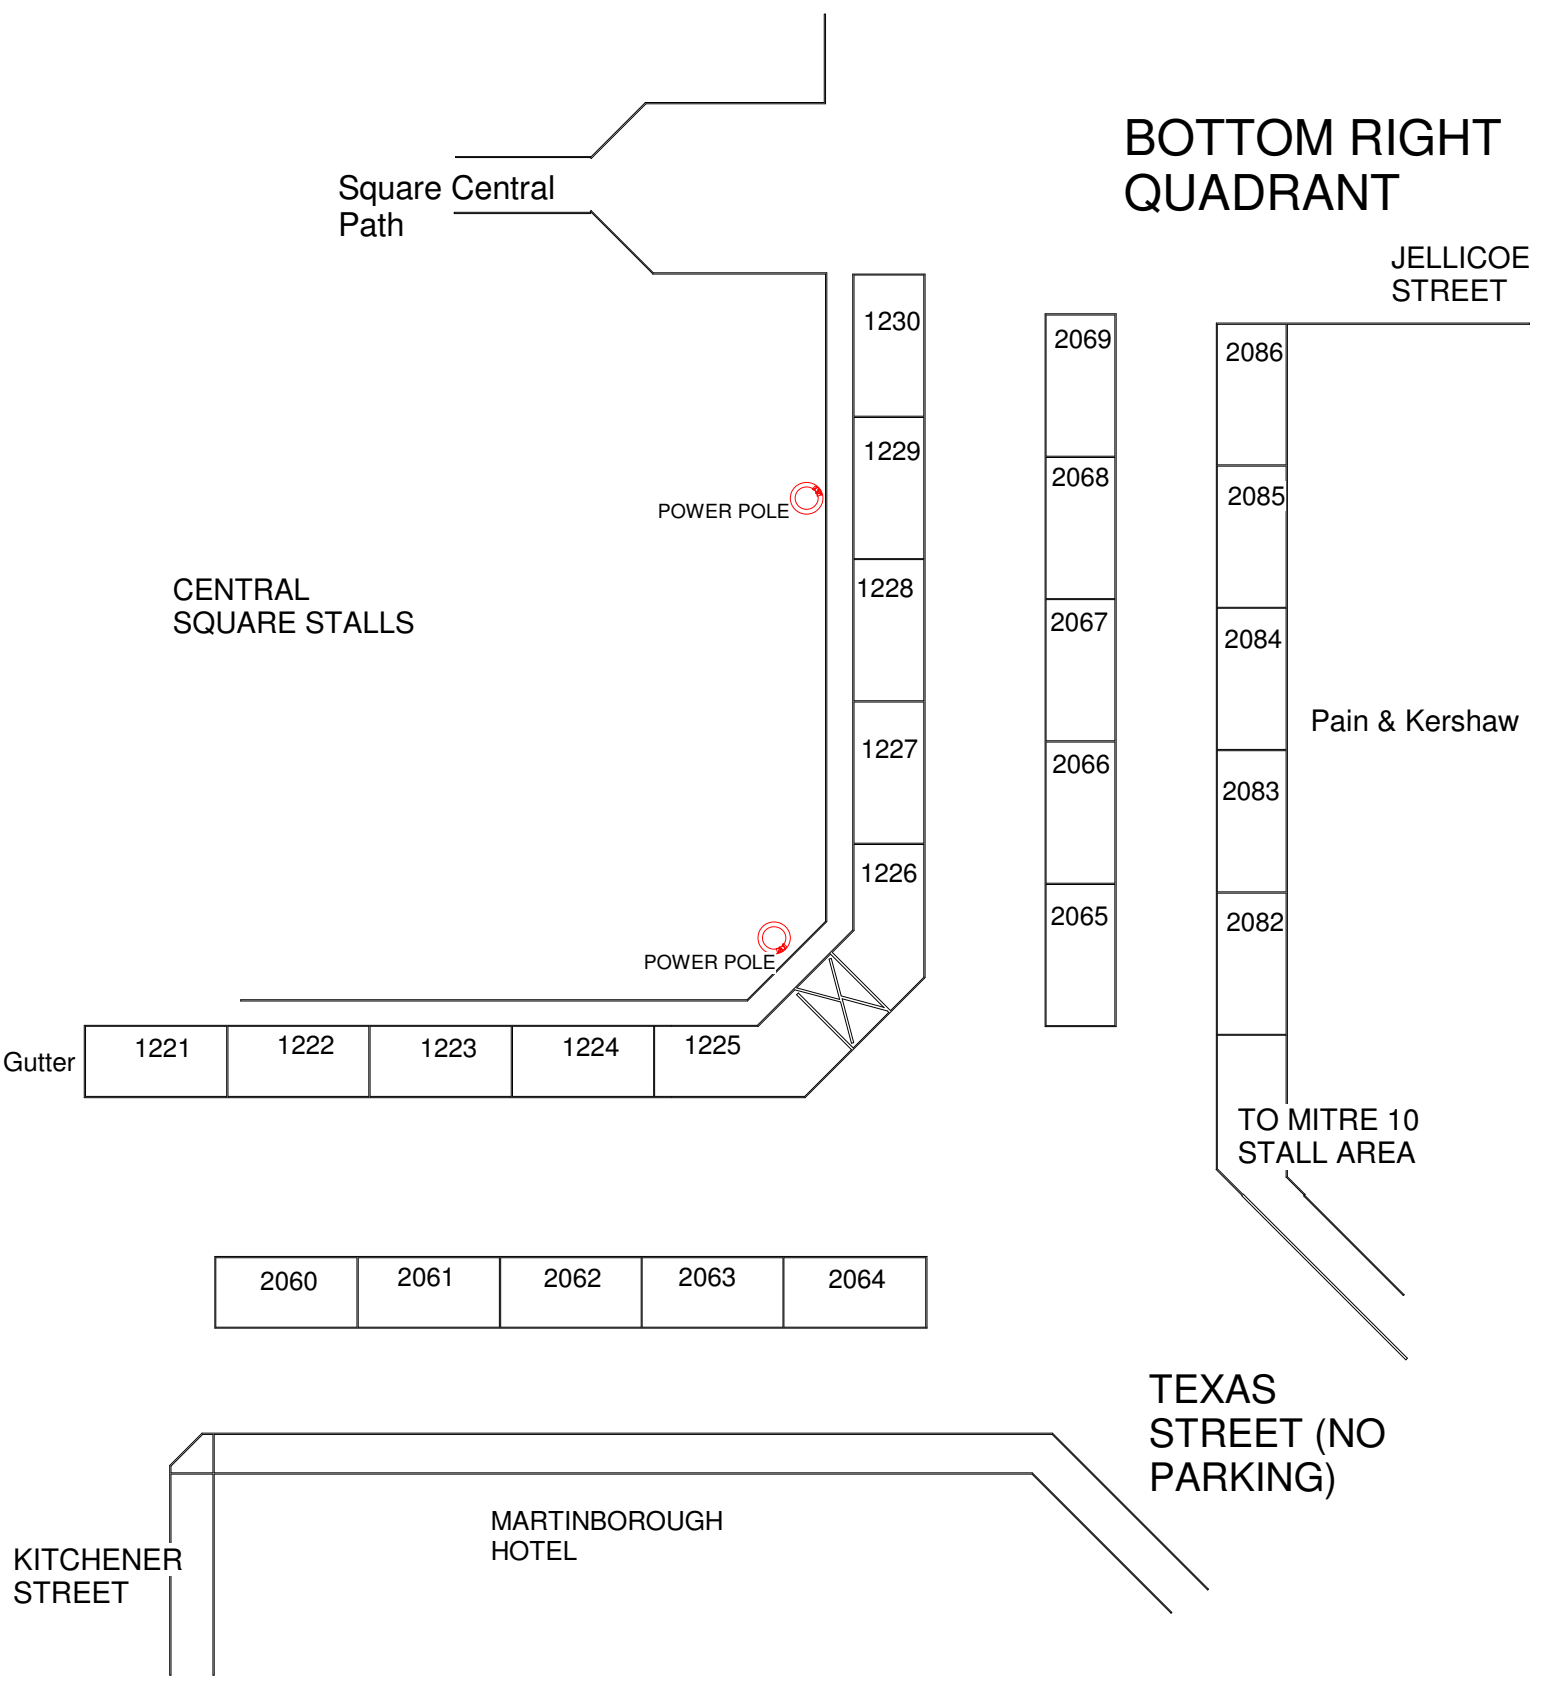 BOTTOM RIGHT
QUADRANT
Square Central
Path
JELLICOE
STREET
1230
2069
2086
1229
2068
2085
POWER POLE
CENTRAL
SQUARE STALLS
1228
2067
2084
Pain & Kershaw
1227
2066
2083
1226
2065
2082
POWER POLE
Gutter
1221
1222
1223
1224
1225
TO MITRE 10
STALL AREA
2060
2061
2062
2063
2064
TEXAS
STREET (NO
PARKING)
MARTINBOROUGH
HOTEL
KITCHENER
STREET